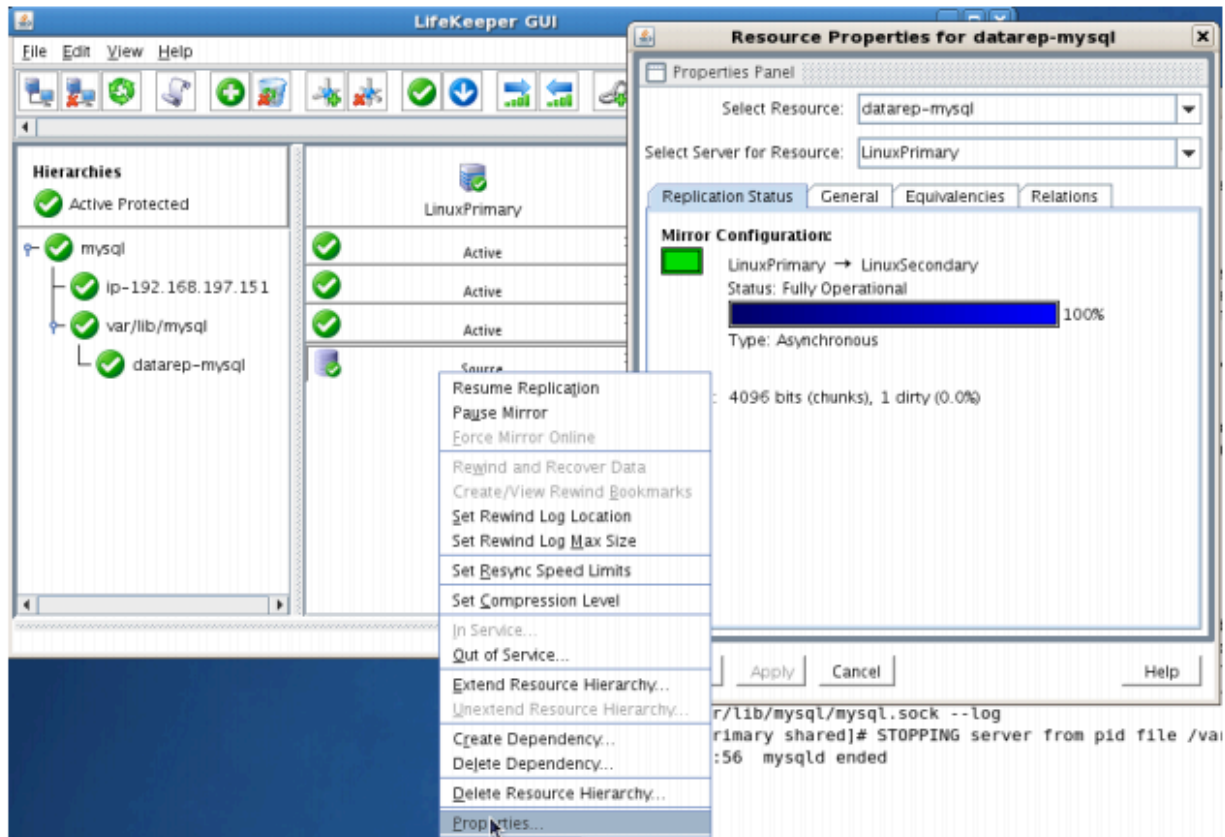 LifeKeeper GUI
File Edit View Help
Hierarchies
Active Protected
mysql
ip-192.168.197.151
var/lib/mysql
datarep-mysql
LinuxPrimary
Active
Active
Active
Source
Resume Replication
Pause Mirror
Force Mirror Online
Rewind and Recover Data
Create/View Rewind Bookmarks
Set Rewind Log Location
Set Rewind Log Max Size
Set Resync Speed Limits
Set Compression Level
In Service...
Out of Service...
Extend Resource Hierarchy...
Unextend Resource Hierarchy...
Create Dependency...
Delete Dependency...
Delete Resource Hierarchy...
Properties...
Resource Properties for datarep-mysql
Properties Panel
Select Resource: datarep-mysql
Select Server for Resource: LinuxPrimary
Replication Status General Equivalencies Relations
Mirror Configuration:
LinuxPrimary → LinuxSecondary
Status: Fully Operational
100%
Type: Asynchronous
: 4096 bits (chunks), 1 dirty (0.0%)
Apply Cancel Help
r/lib/mysql/mysql.sock --log
rimary shared]# STOPPING server from pid file /var
:56 mysqld ended